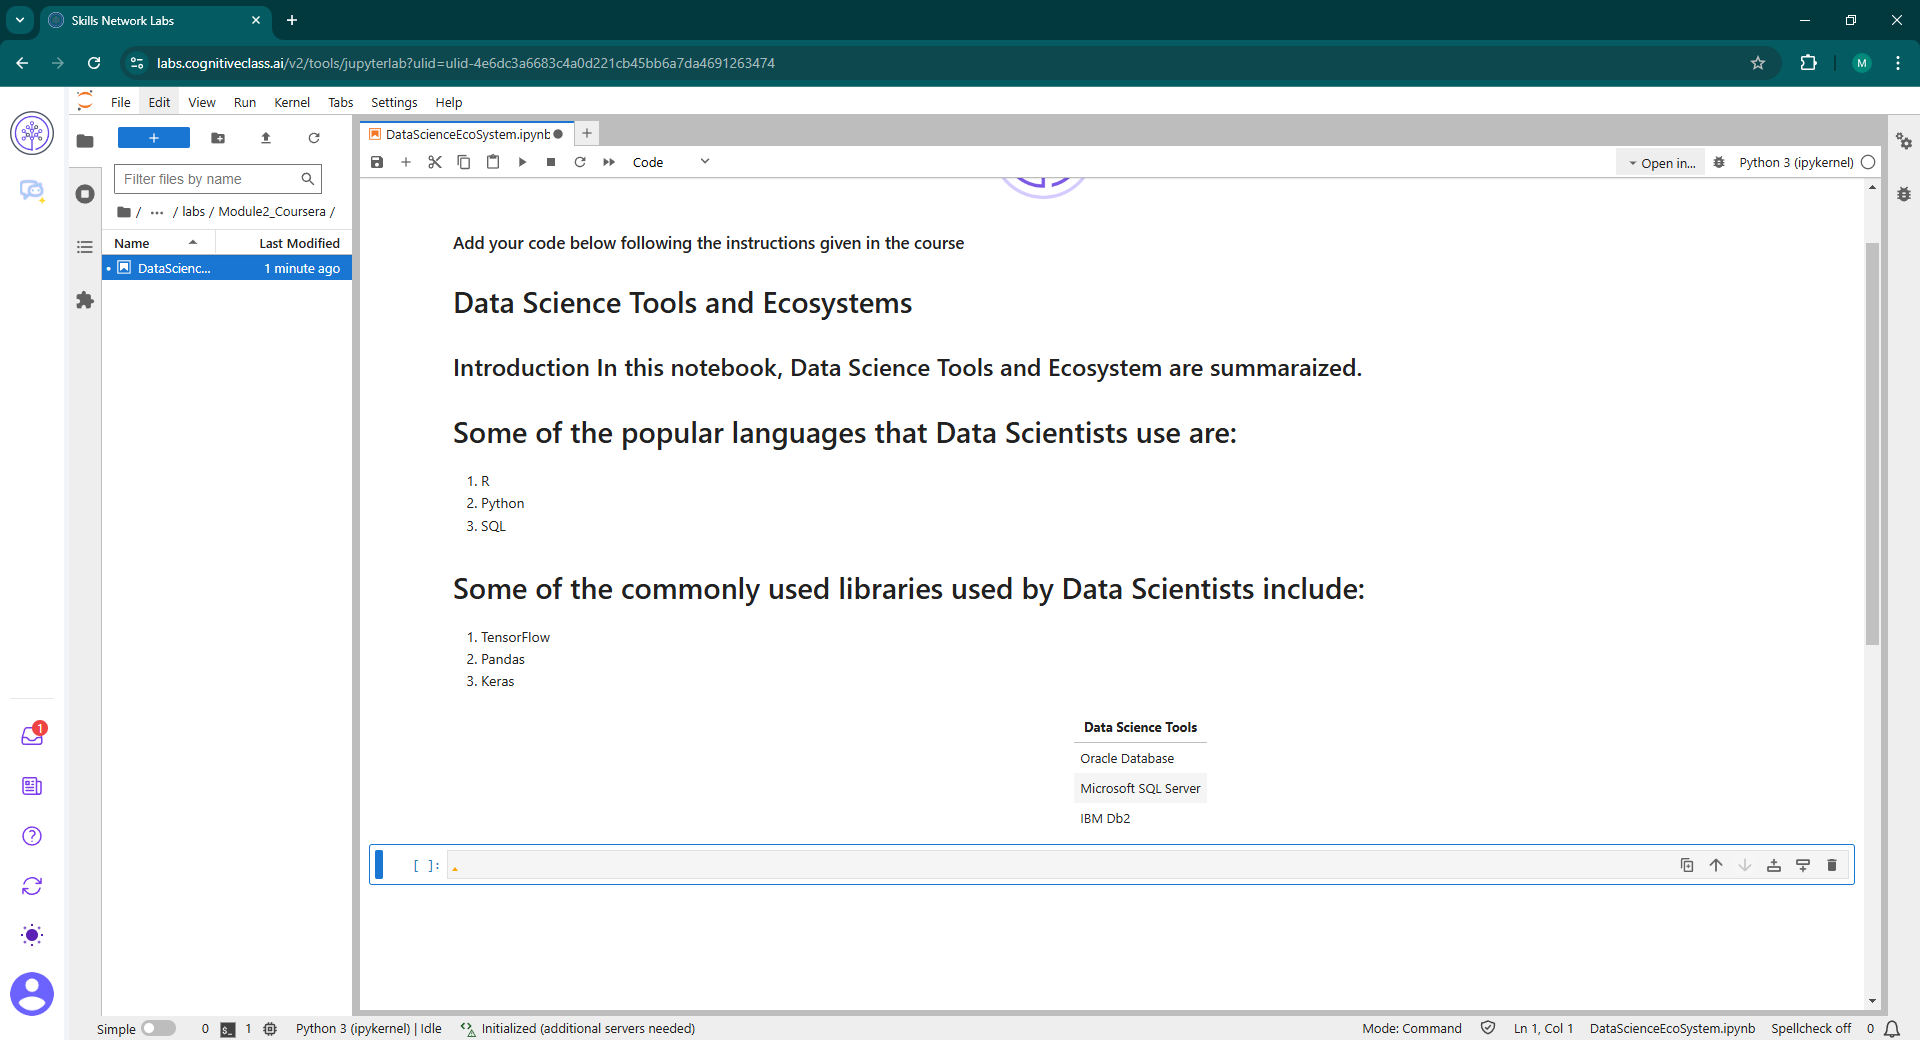 Skills Network Labs
labs.cognitiveclass.ai/v2/tools/jupyterlab?ulid=ulid-4e6dc3a6683c4a0d221cb45bb6a7da4691263474
M
File Edit View Run Kernel Tabs Settings Help
DataScienceEcoSystem.ipynb
Code
Open in...
Python 3 (ipykernel)
Filter files by name
/ ... / labs / Module2_Coursera /
Name Last Modified
DataScienc... 1 minute ago
Add your code below following the instructions given in the course
Data Science Tools and Ecosystems
Introduction In this notebook, Data Science Tools and Ecosystem are summaraized.
Some of the popular languages that Data Scientists use are:
1. R
2. Python
3. SQL
Some of the commonly used libraries used by Data Scientists include:
1. TensorFlow
2. Pandas
3. Keras
Data Science Tools
Oracle Database
Microsoft SQL Server
IBM Db2
[ ]:
1
Simple 0 $_ 1 Python 3 (ipykernel) | Idle Initialized (additional servers needed) Mode: Command Ln 1, Col 1 DataScienceEcoSystem.ipynb Spellcheck off 0